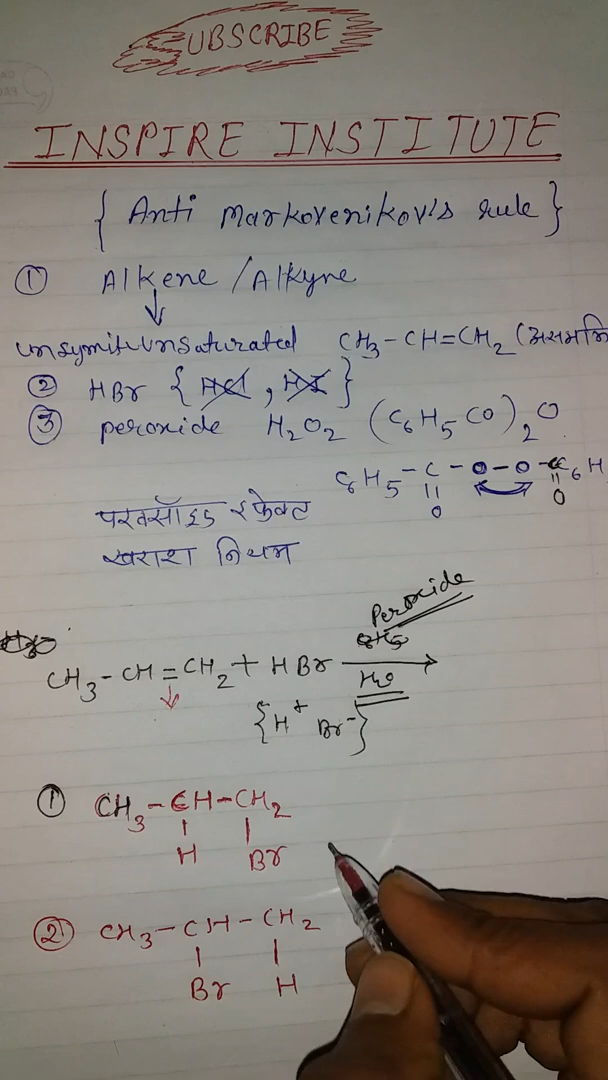 SUBSCRIBE
INSPIRE INSTITUTE
{ Anti Markovenikov's rule }
① Alkene / Alkyne
↓
Unsaturated CH3-CH=CH2 (असममि
② HBr { HCl , HI }
③ peroxide H2O2 (C6H5CO)2O
C6H5-C-O-O-C6H
|| ||
O O
परवसॉइड इफेक्ट
खराश नियम
Peroxide
CH3-CH=CH2 + HBr →
↓
{H+ Br-}
① CH3-CH-CH2
| |
H Br
② CH3-CH-CH2
| |
Br H